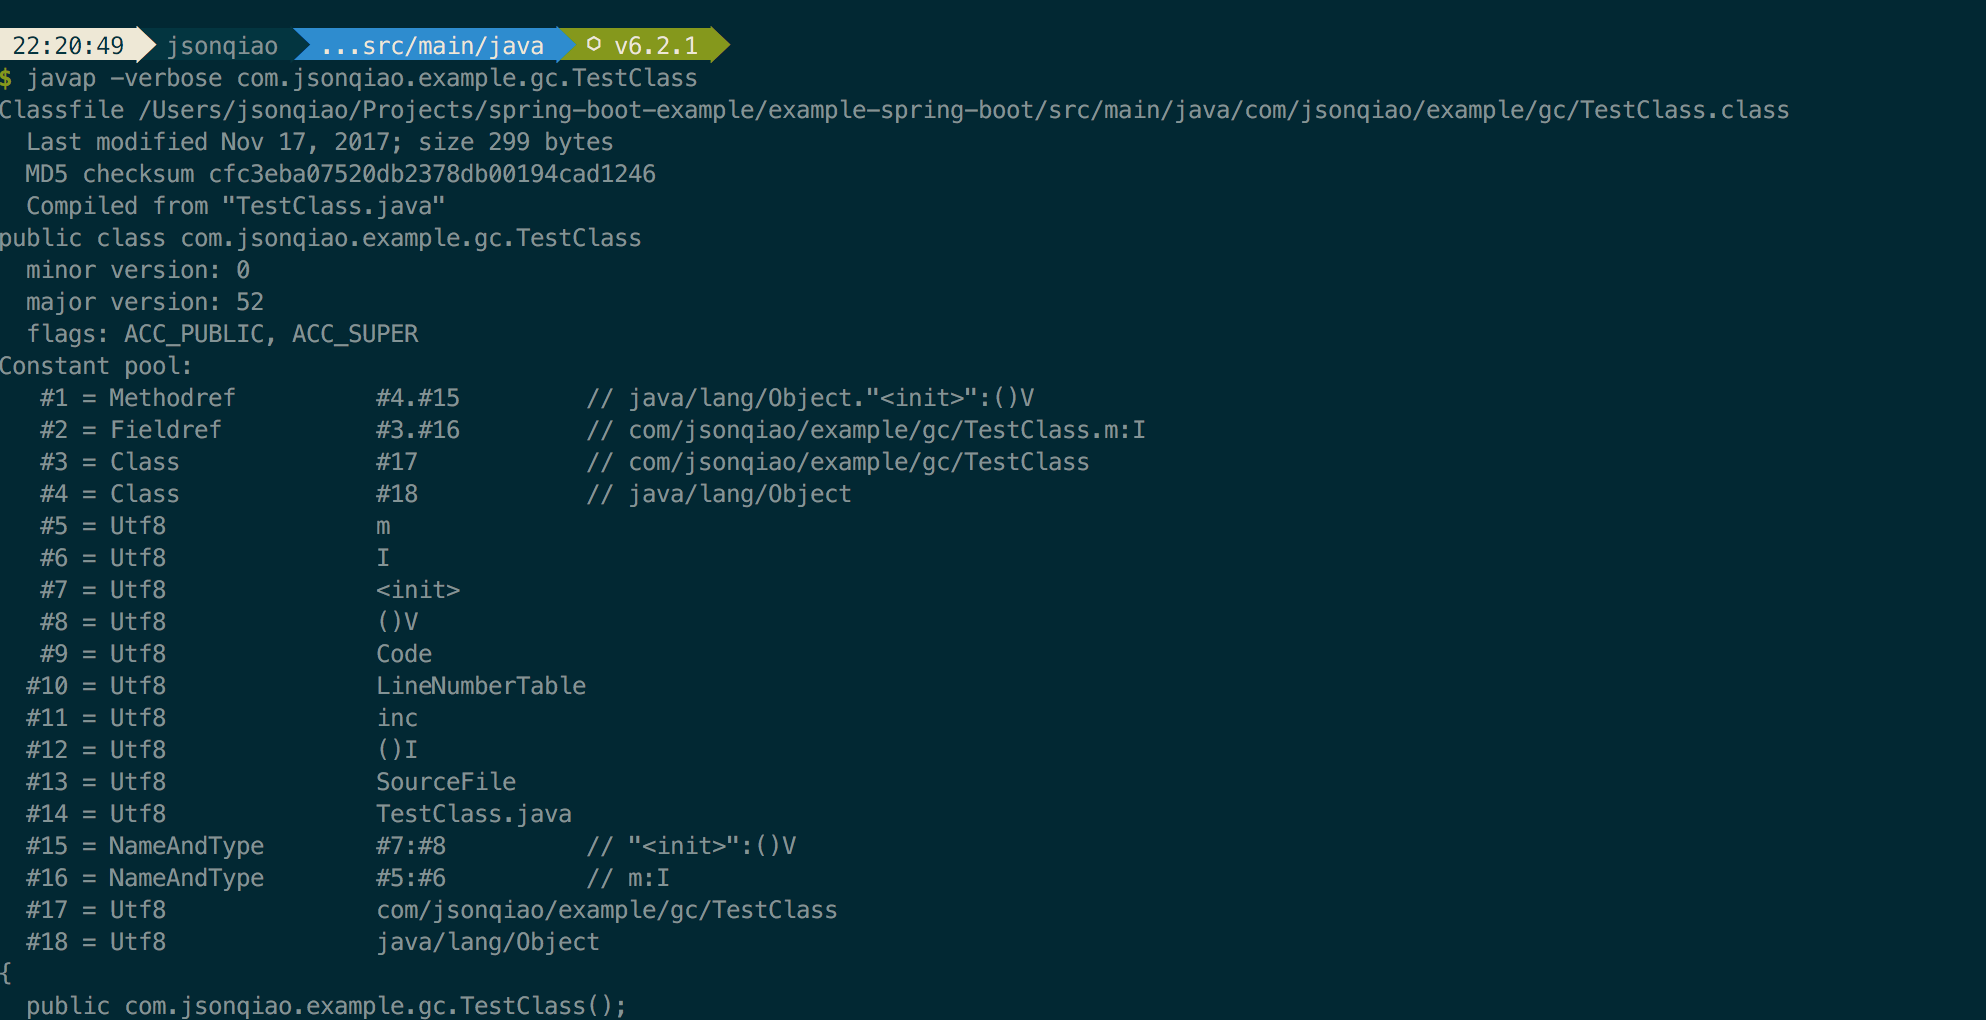 22:20:49 jsonqiao ...src/main/java ⬡ v6.2.1
$ javap -verbose com.jsonqiao.example.gc.TestClass
Classfile /Users/jsonqiao/Projects/spring-boot-example/example-spring-boot/src/main/java/com/jsonqiao/example/gc/TestClass.class
  Last modified Nov 17, 2017; size 299 bytes
  MD5 checksum cfc3eba07520db2378db00194cad1246
  Compiled from "TestClass.java"
public class com.jsonqiao.example.gc.TestClass
  minor version: 0
  major version: 52
  flags: ACC_PUBLIC, ACC_SUPER
Constant pool:
   #1 = Methodref          #4.#15         // java/lang/Object."<init>":()V
   #2 = Fieldref           #3.#16         // com/jsonqiao/example/gc/TestClass.m:I
   #3 = Class              #17            // com/jsonqiao/example/gc/TestClass
   #4 = Class              #18            // java/lang/Object
   #5 = Utf8               m
   #6 = Utf8               I
   #7 = Utf8               <init>
   #8 = Utf8               ()V
   #9 = Utf8               Code
  #10 = Utf8               LineNumberTable
  #11 = Utf8               inc
  #12 = Utf8               ()I
  #13 = Utf8               SourceFile
  #14 = Utf8               TestClass.java
  #15 = NameAndType        #7:#8          // "<init>":()V
  #16 = NameAndType        #5:#6          // m:I
  #17 = Utf8               com/jsonqiao/example/gc/TestClass
  #18 = Utf8               java/lang/Object
{
  public com.jsonqiao.example.gc.TestClass();